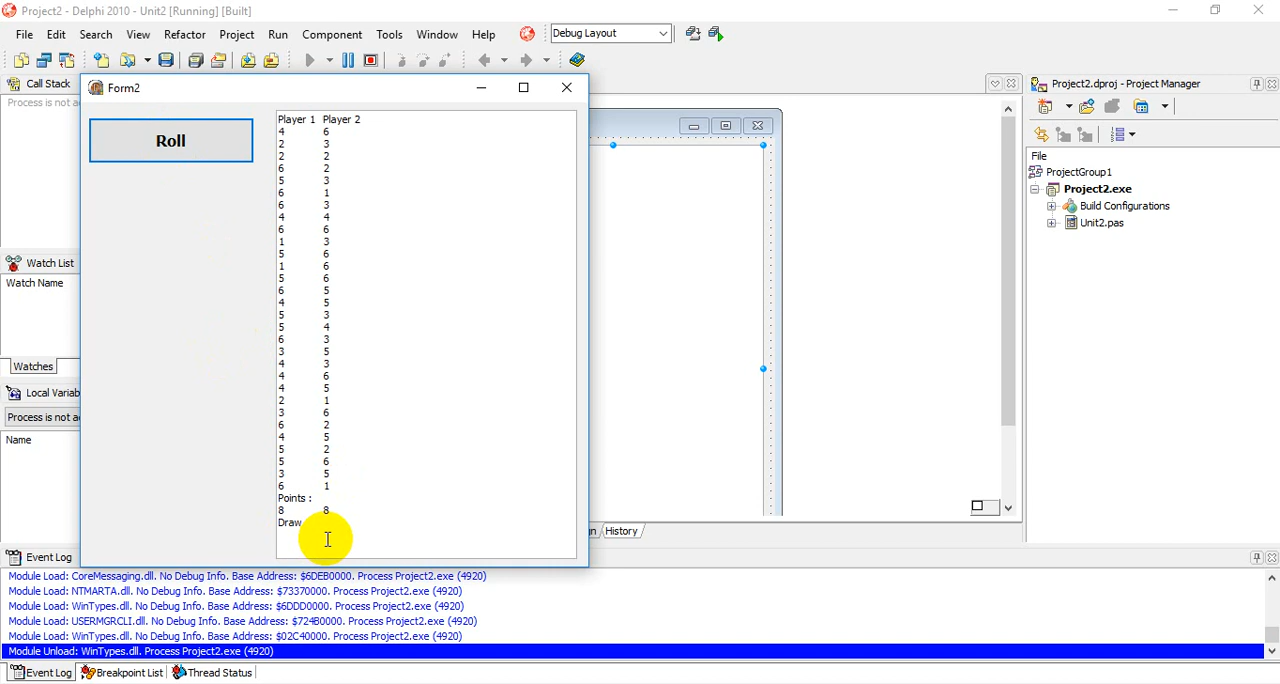 Project2 - Delphi 2010 - Unit2 [Running] [Built]
File Edit Search View Refactor Project Run Component Tools Window Help
Debug Layout
Call Stack
Process is not a
Form2
Project2.dproj - Project Manager
Roll
Player 1 Player 2
4 6
2 3
2 2
6 2
5 3
6 1
6 3
4 4
6 6
1 3
5 6
1 6
5 6
6 5
4 5
5 3
5 4
6 3
3 5
4 3
4 6
4 5
2 1
3 6
6 2
4 5
5 2
5 6
3 5
6 1
Points :
8 8
Draw
File
ProjectGroup1
Project2.exe
Build Configurations
Unit2.pas
Watch List
Watch Name
Watches
Local Variab
Process is not a
Name
History
Event Log
Module Load: CoreMessaging.dll. No Debug Info. Base Address: $6DEB0000. Process Project2.exe (4920)
Module Load: NTMARTA.dll. No Debug Info. Base Address: $73370000. Process Project2.exe (4920)
Module Load: WinTypes.dll. No Debug Info. Base Address: $6DDD0000. Process Project2.exe (4920)
Module Load: USERMGRCLI.dll. No Debug Info. Base Address: $724B0000. Process Project2.exe (4920)
Module Load: WinTypes.dll. No Debug Info. Base Address: $02C40000. Process Project2.exe (4920)
Module Unload: WinTypes.dll. Process Project2.exe (4920)
Event Log Breakpoint List Thread Status